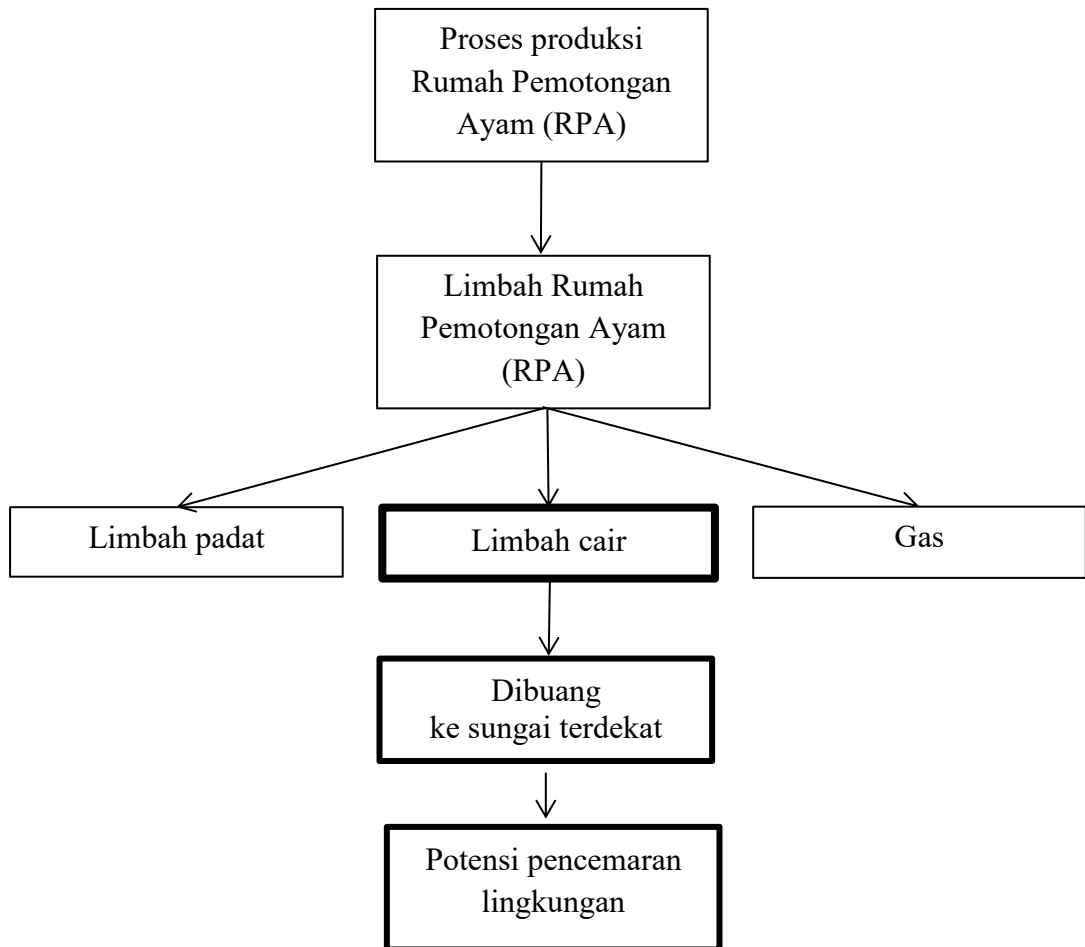 Proses produksi
Rumah Pemotongan
Ayam (RPA)
Limbah Rumah
Pemotongan Ayam
(RPA)
Limbah padat
Limbah cair
Gas
Dibuang
ke sungai terdekat
Potensi pencemaran
lingkungan